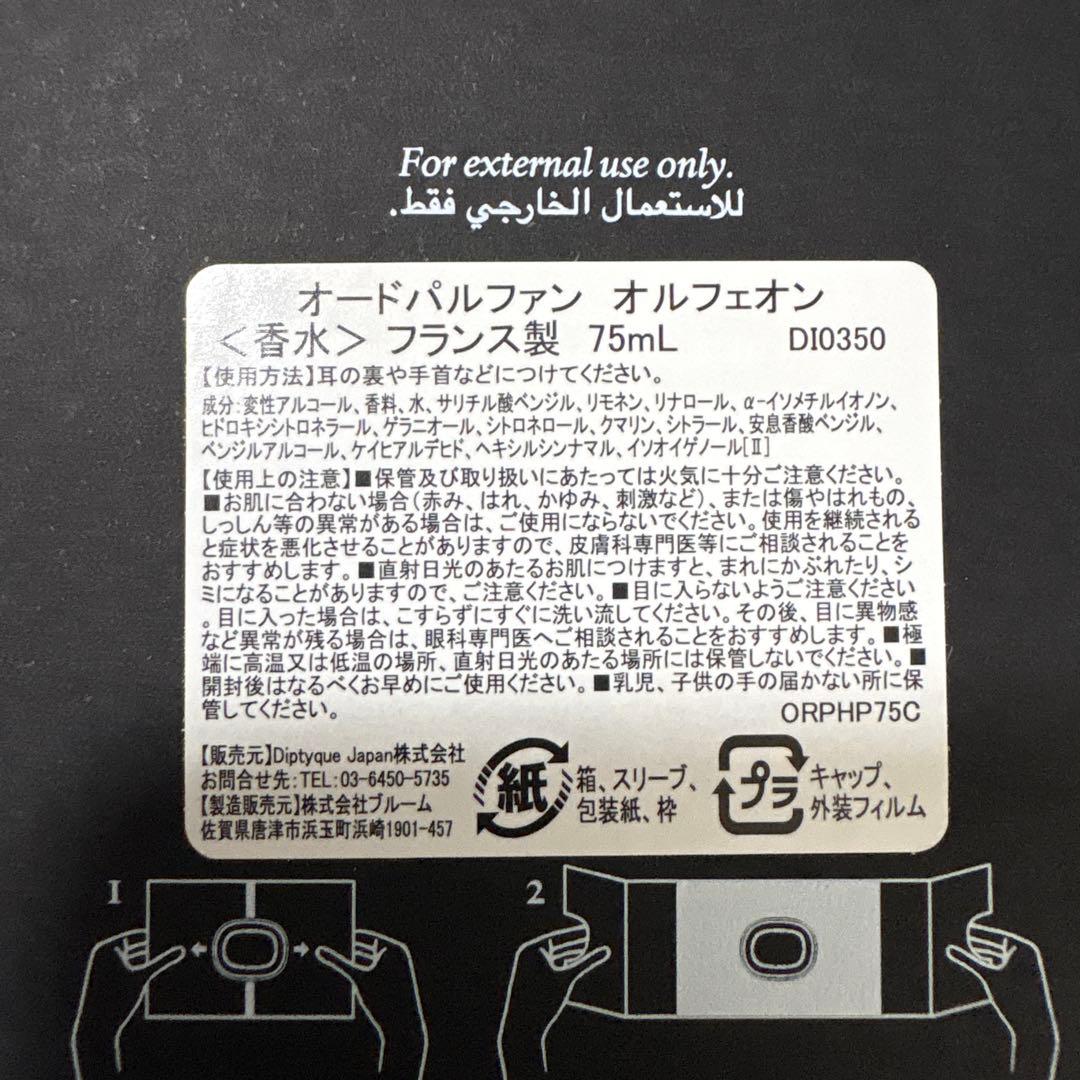 For external use only.
للاستعمال الخارجي فقط.
オードパルファン オルフェオン
＜香水＞ フランス製 75mL DI0350
【使用方法】耳の裏や手首などにつけてください。
成分：変性アルコール、香料、水、サリチル酸ベンジル、リモネン、リナロール、α-イソメチルイオノン、
ヒドロキシシトロネラール、ゲラニオール、シトロネロール、クマリン、シトラール、安息香酸ベンジル、
ベンジルアルコール、ケイヒアルデヒド、ヘキシルシンナマル、イソオイゲノール[Ⅱ]
【使用上の注意】■保管及び取り扱いにあたっては火気に十分ご注意ください。
■お肌に合わない場合（赤み、はれ、かゆみ、刺激など）、または傷やはれもの、
しっしん等の異常がある場合は、ご使用にならないでください。使用を継続される
と症状を悪化させることがありますので、皮膚科専門医等にご相談されることを
おすすめします。■直射日光のあたるお肌につけますと、まれにかぶれたり、シ
ミになることがありますので、ご注意ください。■目に入らないようご注意ください
。目に入った場合は、こすらずにすぐに洗い流してください。その後、目に異物感
など異常が残る場合は、眼科専門医へご相談されることをおすすめします。■極
端に高温又は低温の場所、直射日光のあたる場所には保管しないでください。■
開封後はなるべくお早めにご使用ください。■乳児、子供の手の届かない所に保
管してください。 ORPHP75C
【販売元】Diptyque Japan株式会社
お問合せ先：TEL：03-6450-5735
【製造販売元】株式会社ブルーム
佐賀県唐津市浜玉町浜崎1901-457
紙
箱、スリーブ、
包装紙、枠
プラ
キャップ、
外装フィルム
1
2